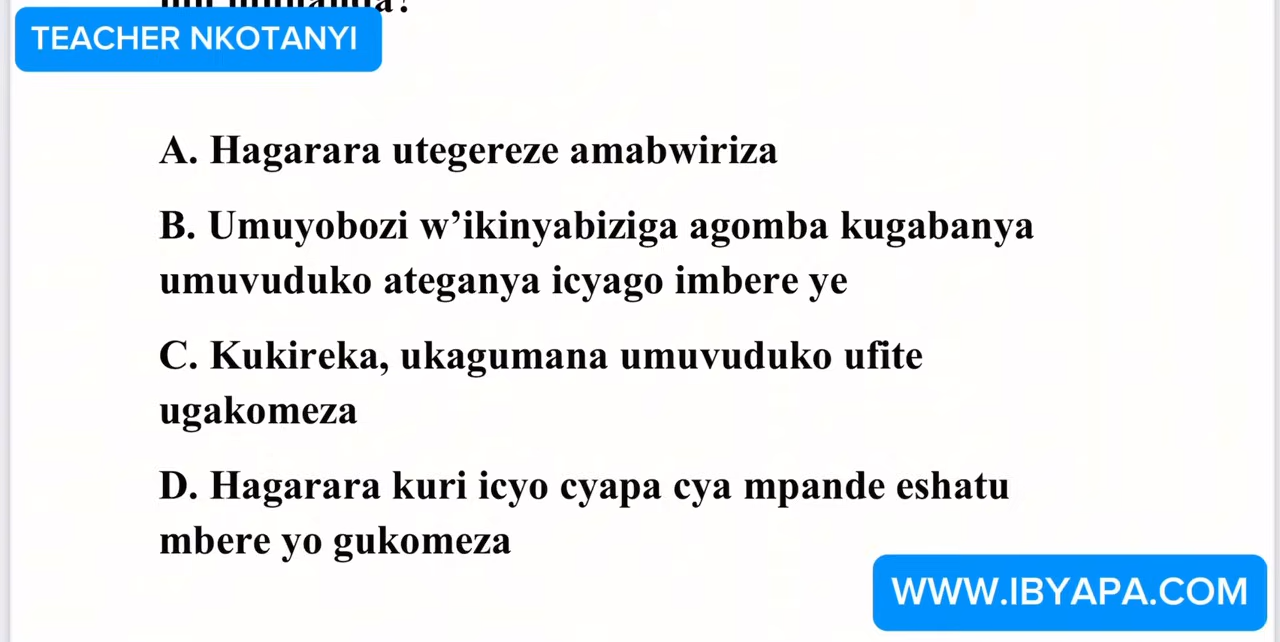 TEACHER NKOTANYI
A. Hagarara utegereze amabwiriza
B. Umuyobozi w’ikinyabiziga agomba kugabanya
umuvuduko ateganya icyago imbere ye
C. Kukireka, ukagumana umuvuduko ufite
ugakomeza
D. Hagarara kuri icyo cyapa cya mpande eshatu
mbere yo gukomeza
WWW.IBYAPA.COM